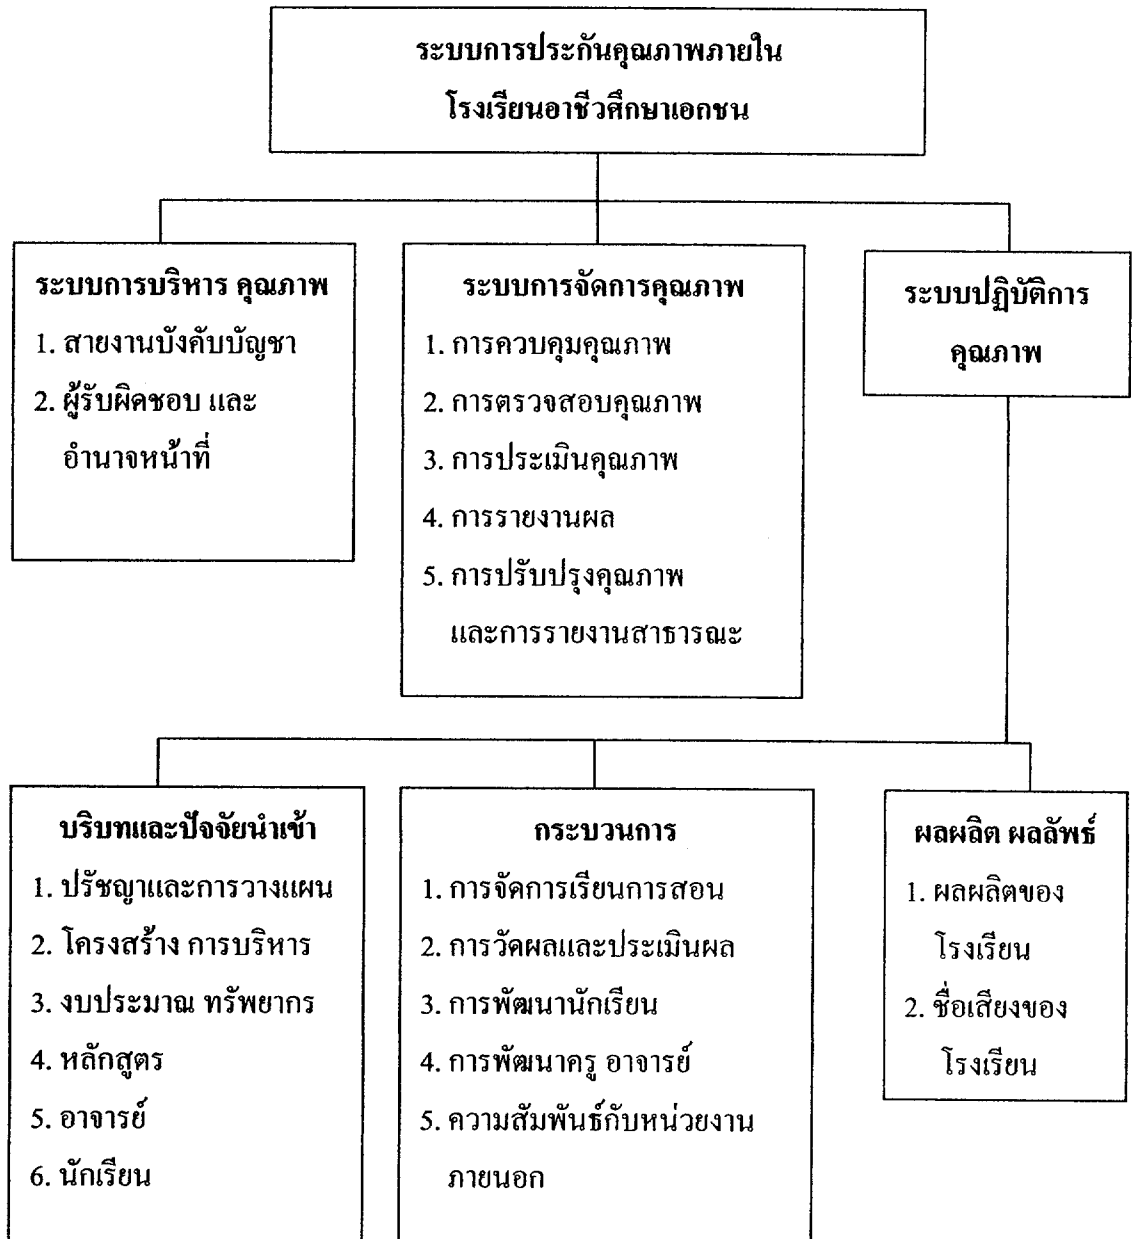 ระบบการประกันคุณภาพภายใน
โรงเรียนอาชีวศึกษาเอกชน
ระบบการบริหาร คุณภาพ
1. สายงานบังคับบัญชา
2. ผู้รับผิดชอบ และ
อำนาจหน้าที่
ระบบการจัดการคุณภาพ
1. การควบคุมคุณภาพ
2. การตรวจสอบคุณภาพ
3. การประเมินคุณภาพ
4. การรายงานผล
5. การปรับปรุงคุณภาพ
และการรายงานสาธารณะ
ระบบปฏิบัติการ
คุณภาพ
บริบทและปัจจัยนำเข้า
1. ปรัชญาและการวางแผน
2. โครงสร้าง การบริหาร
3. งบประมาณ ทรัพยากร
4. หลักสูตร
5. อาจารย์
6. นักเรียน
กระบวนการ
1. การจัดการเรียนการสอน
2. การวัดผลและประเมินผล
3. การพัฒนานักเรียน
4. การพัฒนาครู อาจารย์
5. ความสัมพันธ์กับหน่วยงาน
ภายนอก
ผลผลิต ผลลัพธ์
1. ผลผลิตของ
โรงเรียน
2. ชื่อเสียงของ
โรงเรียน